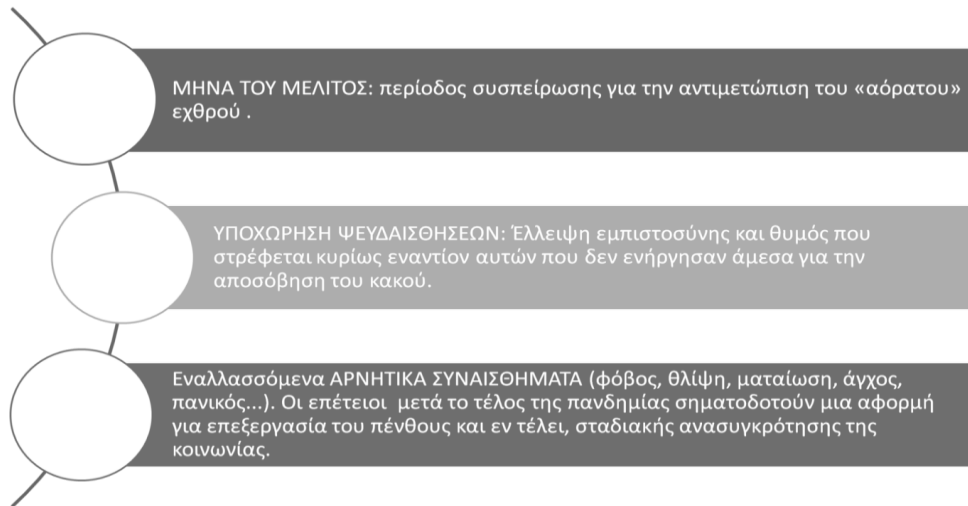 ΜΗΝΑ ΤΟΥ ΜΕΛΙΤΟΣ: περίοδος συσπείρωσης για την αντιμετώπιση του «αόρατου»
εχθρού .
ΥΠΟΧΩΡΗΣΗ ΨΕΥΔΑΙΣΘΗΣΕΩΝ: Έλλειψη εμπιστοσύνης και θυμός που
στρέφεται κυρίως εναντίον αυτών που δεν ενήργησαν άμεσα για την
αποσόβηση του κακού.
Εναλλασσόμενα ΑΡΝΗΤΙΚΑ ΣΥΝΑΙΣΘΗΜΑΤΑ (φόβος, θλίψη, ματαίωση, άγχος,
πανικός...). Οι επέτειοι  μετά το τέλος της πανδημίας σηματοδοτούν μια αφορμή
για επεξεργασία του πένθους και εν τέλει, σταδιακής ανασυγκρότησης της
κοινωνίας.